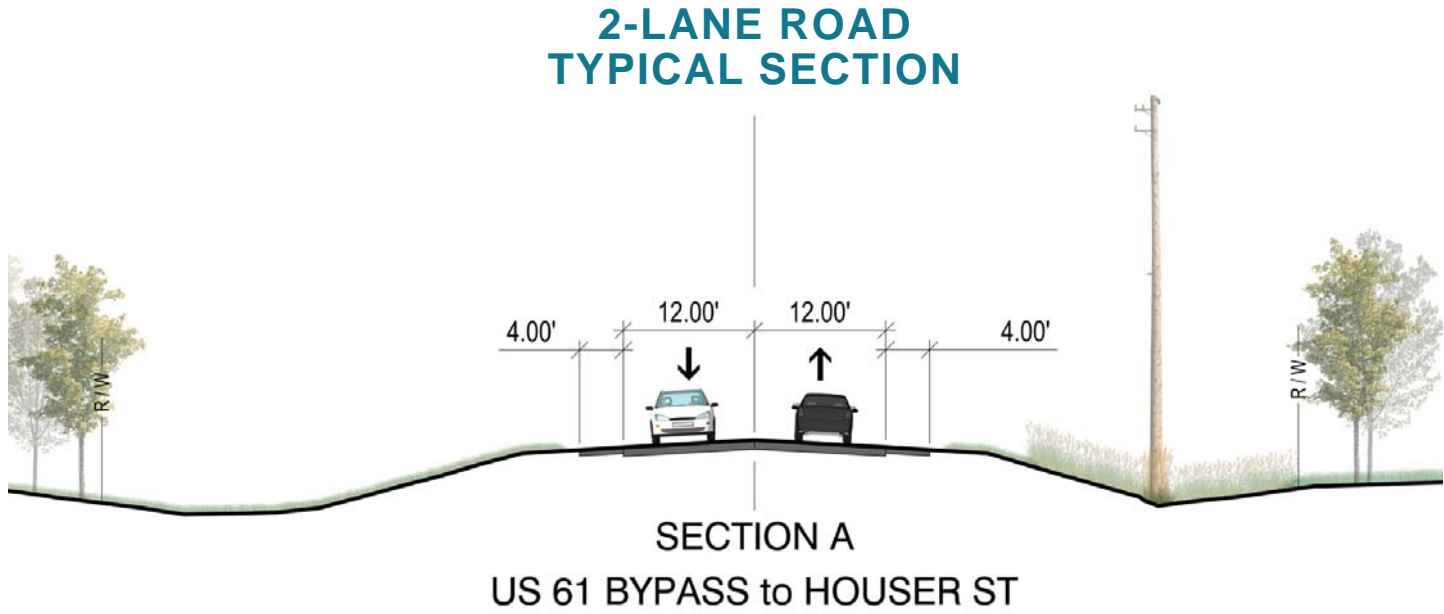 2-LANE ROAD
TYPICAL SECTION
12.00' 12.00'
4.00' 4.00'
R/W R/W
SECTION A
US 61 BYPASS to HOUSER ST